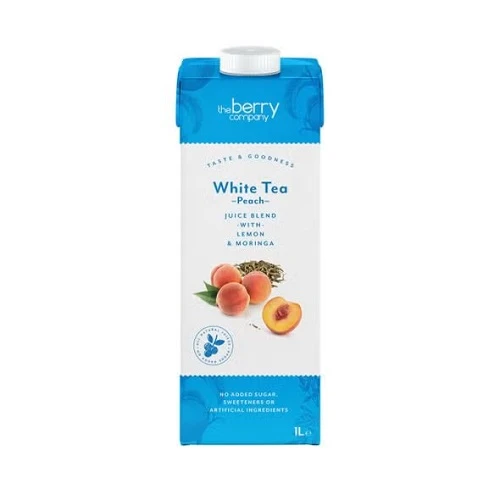 the berry
company
TASTE & GOODNESS
White Tea
-Peach-
JUICE BLEND
-WITH-
LEMON
& MORINGA
NO ADDED SUGAR,
SWEETENERS OR
ARTIFICIAL INGREDIENTS
1L℮